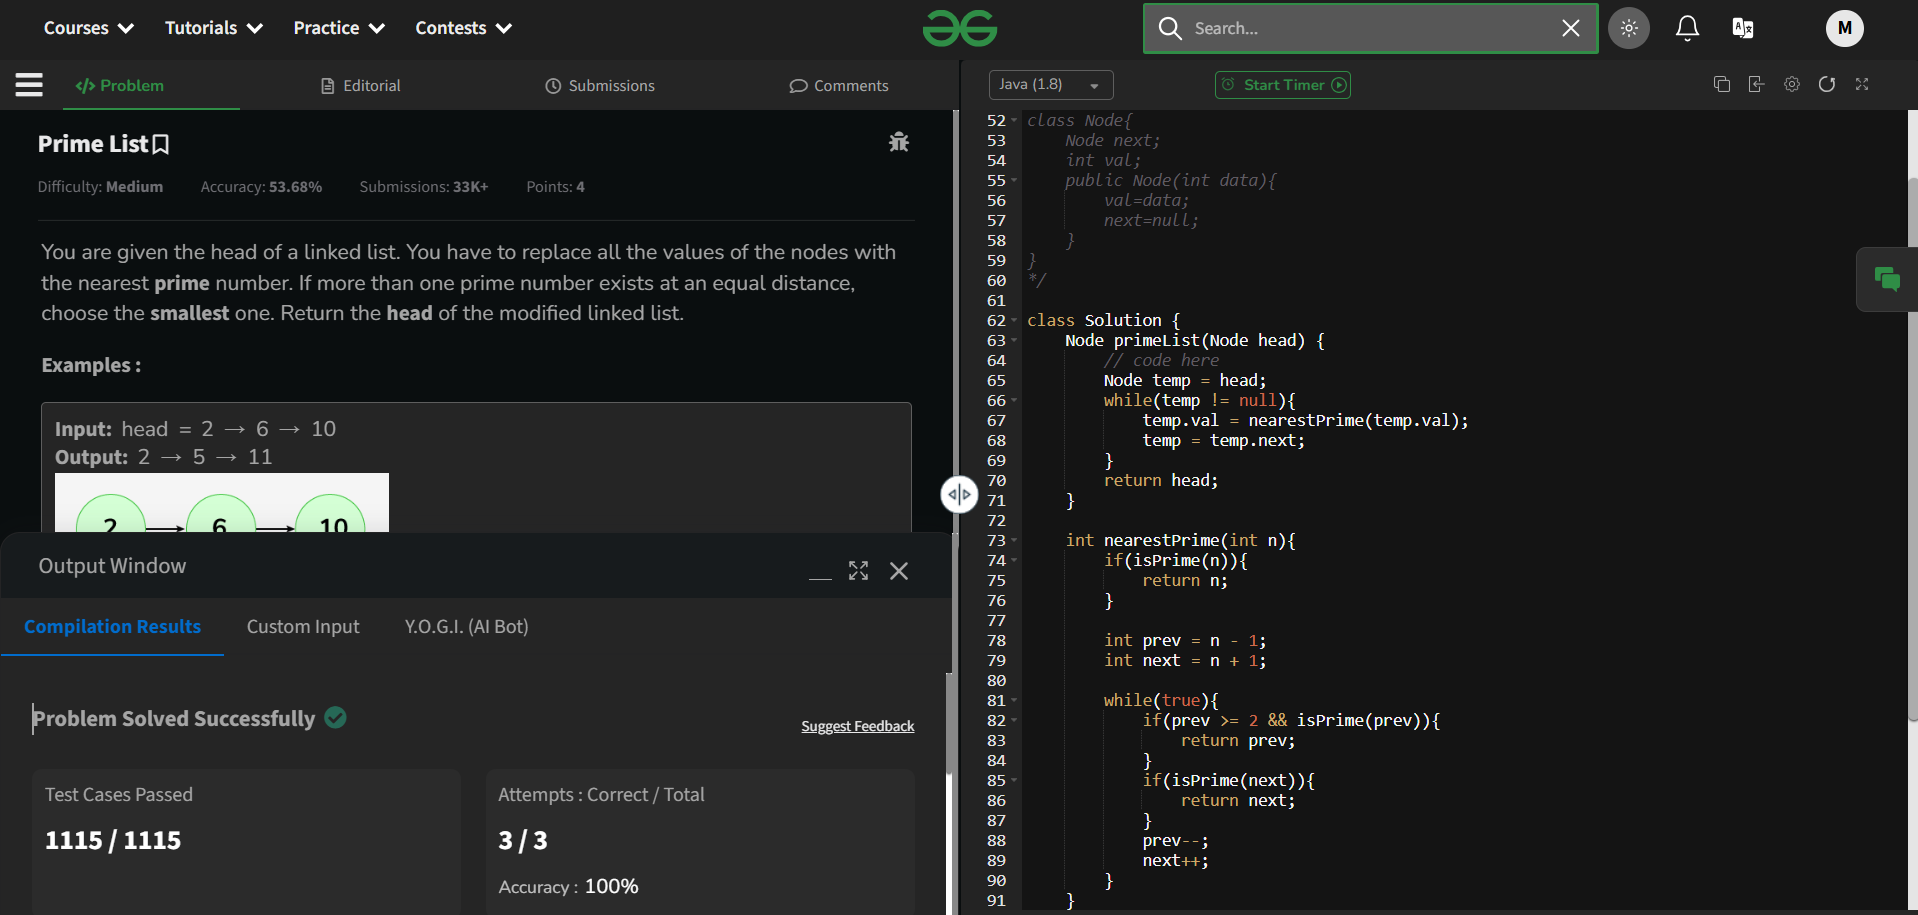 Courses Tutorials Practice Contests Search... M
Problem Editorial Submissions Comments Java (1.8) Start Timer
Prime List
Difficulty: Medium Accuracy: 53.68% Submissions: 33K+ Points: 4
You are given the head of a linked list. You have to replace all the values of the nodes with
the nearest prime number. If more than one prime number exists at an equal distance,
choose the smallest one. Return the head of the modified linked list.
Examples :
Input: head = 2 → 6 → 10
Output: 2 → 5 → 11
2 6 10
Output Window
Compilation Results Custom Input Y.O.G.I. (AI Bot)
Problem Solved Successfully
Suggest Feedback
Test Cases Passed
1115 / 1115
Attempts : Correct / Total
3 / 3
Accuracy : 100%
52 class Node{
53     Node next;
54     int val;
55     public Node(int data){
56         val=data;
57         next=null;
58     }
59 }
60 */
61
62 class Solution {
63     Node primeList(Node head) {
64         // code here
65         Node temp = head;
66         while(temp != null){
67             temp.val = nearestPrime(temp.val);
68             temp = temp.next;
69         }
70         return head;
71     }
72
73     int nearestPrime(int n){
74         if(isPrime(n)){
75             return n;
76         }
77
78         int prev = n - 1;
79         int next = n + 1;
80
81         while(true){
82             if(prev >= 2 && isPrime(prev)){
83                 return prev;
84             }
85             if(isPrime(next)){
86                 return next;
87             }
88             prev--;
89             next++;
90         }
91     }